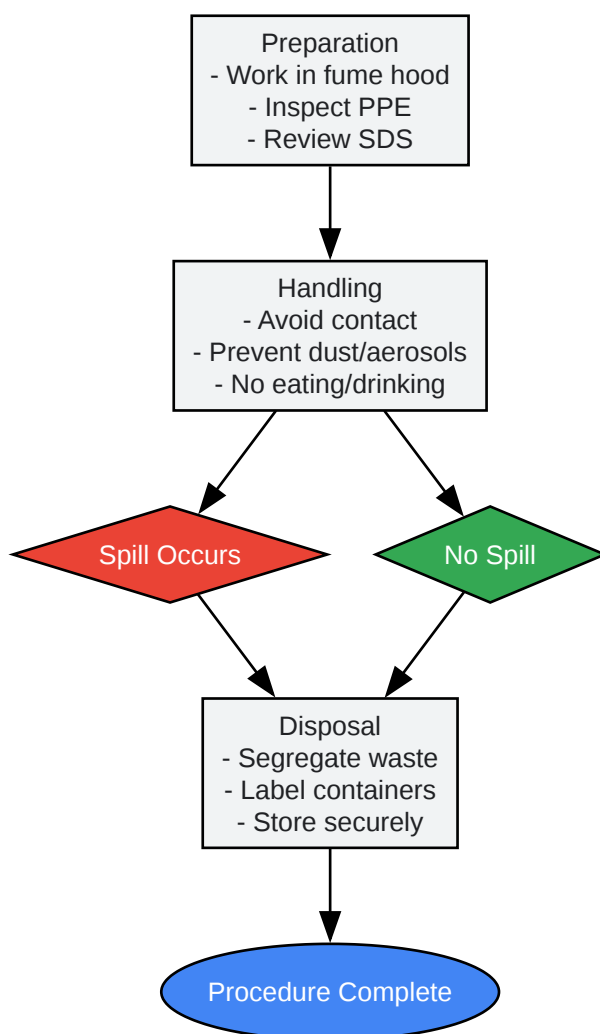 Preparation
- Work in fume hood
- Inspect PPE
- Review SDS
Handling
- Avoid contact
- Prevent dust/aerosols
- No eating/drinking
Spill Occurs
No Spill
Disposal
- Segregate waste
- Label containers
- Store securely
Procedure Complete